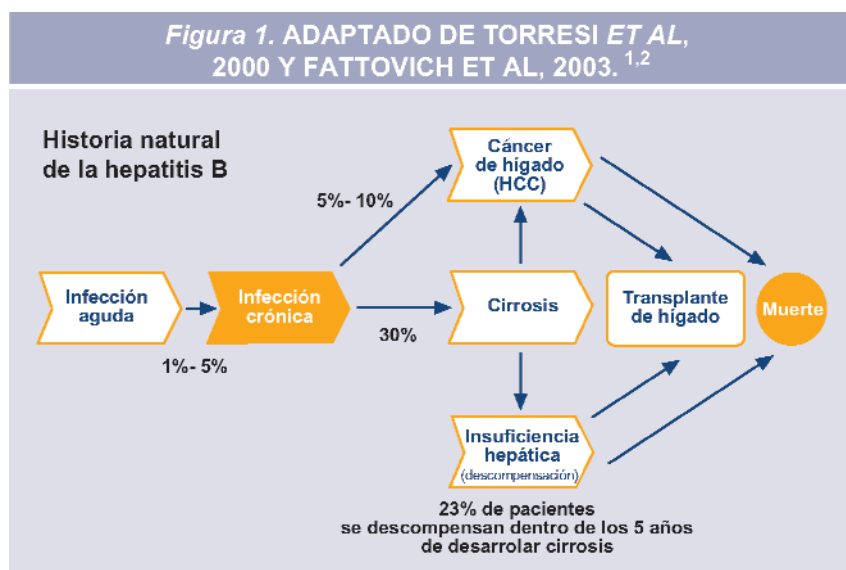 Figura 1. ADAPTADO DE TORRESI ET AL,
2000 Y FATTOVICH ET AL, 2003. 1,2
Historia natural
de la hepatitis B
Cáncer
de hígado
(HCC)
5%- 10%
Infección
aguda
Infección
crónica
Cirrosis
Transplante
de hígado
Muerte
30%
1%- 5%
Insuficiencia
hepática
(descompensación)
23% de pacientes
se descompensan dentro de los 5 años
de desarrolar cirrosis